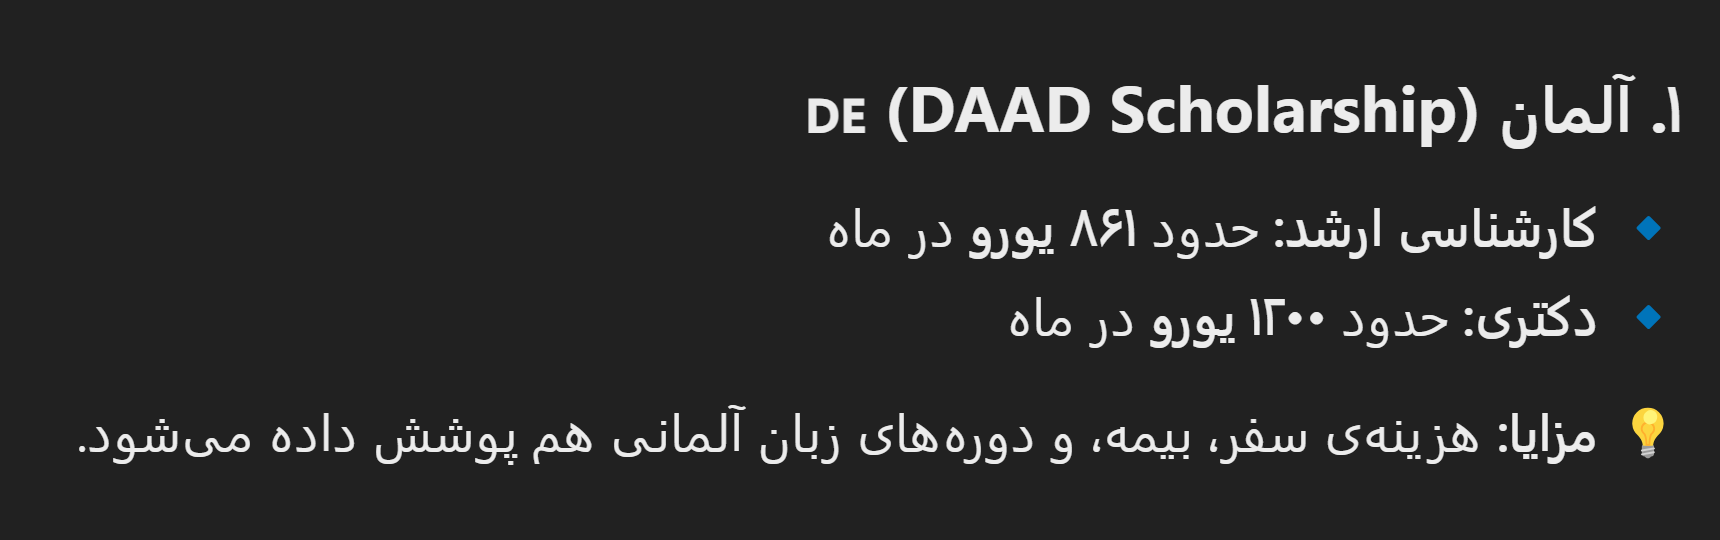 ۱. آلمان (DAAD Scholarship) DE
کارشناسی ارشد: حدود ۸۶۱ یورو در ماه
دکتری: حدود ۱۲۰۰ یورو در ماه
مزایا: هزینه‌ی سفر، بیمه، و دوره‌های زبان آلمانی هم پوشش داده می‌شود.